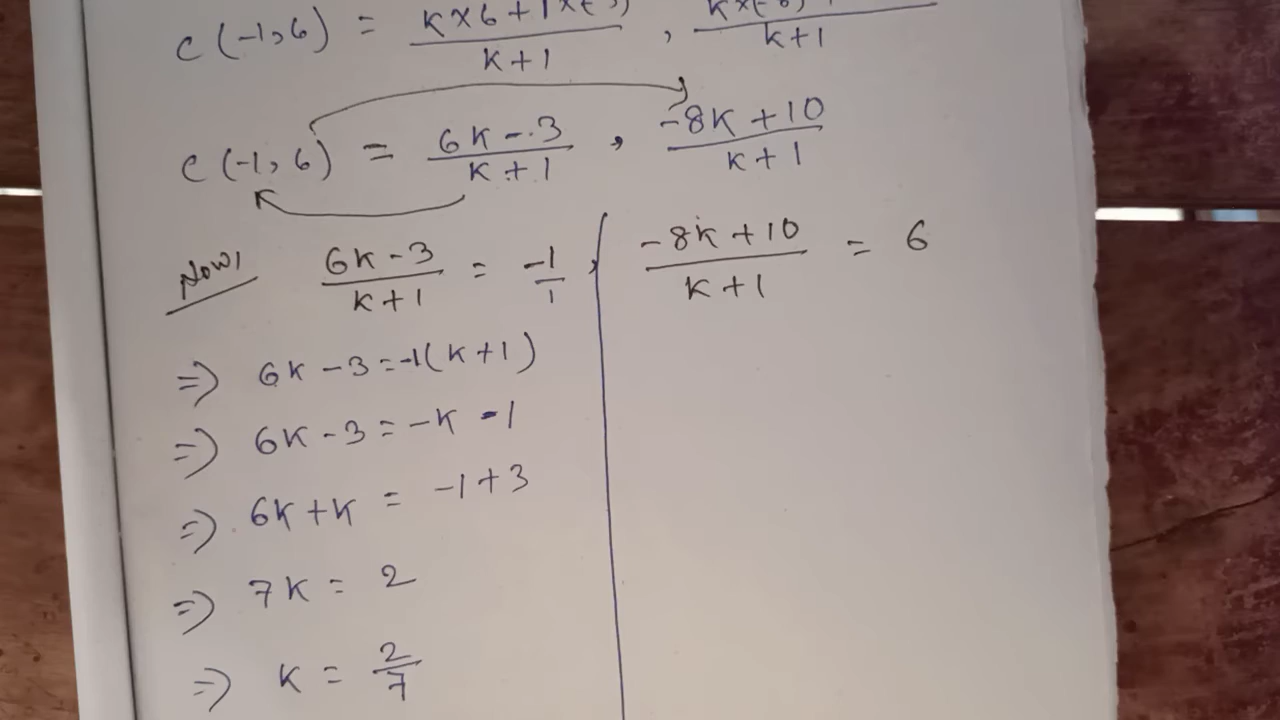 C(-1,6) = K×6+1×(-3)/K+1 , K×(-8)+/K+1
C(-1,6) = 6K-3/K+1 , -8K+10/K+1
Now, 6K-3/K+1 = -1/1 , -8K+10/K+1 = 6
⇒ 6K-3=-1(K+1)
⇒ 6K-3=-K-1
⇒ 6K+K = -1+3
⇒ 7K = 2
⇒ K = 2/7